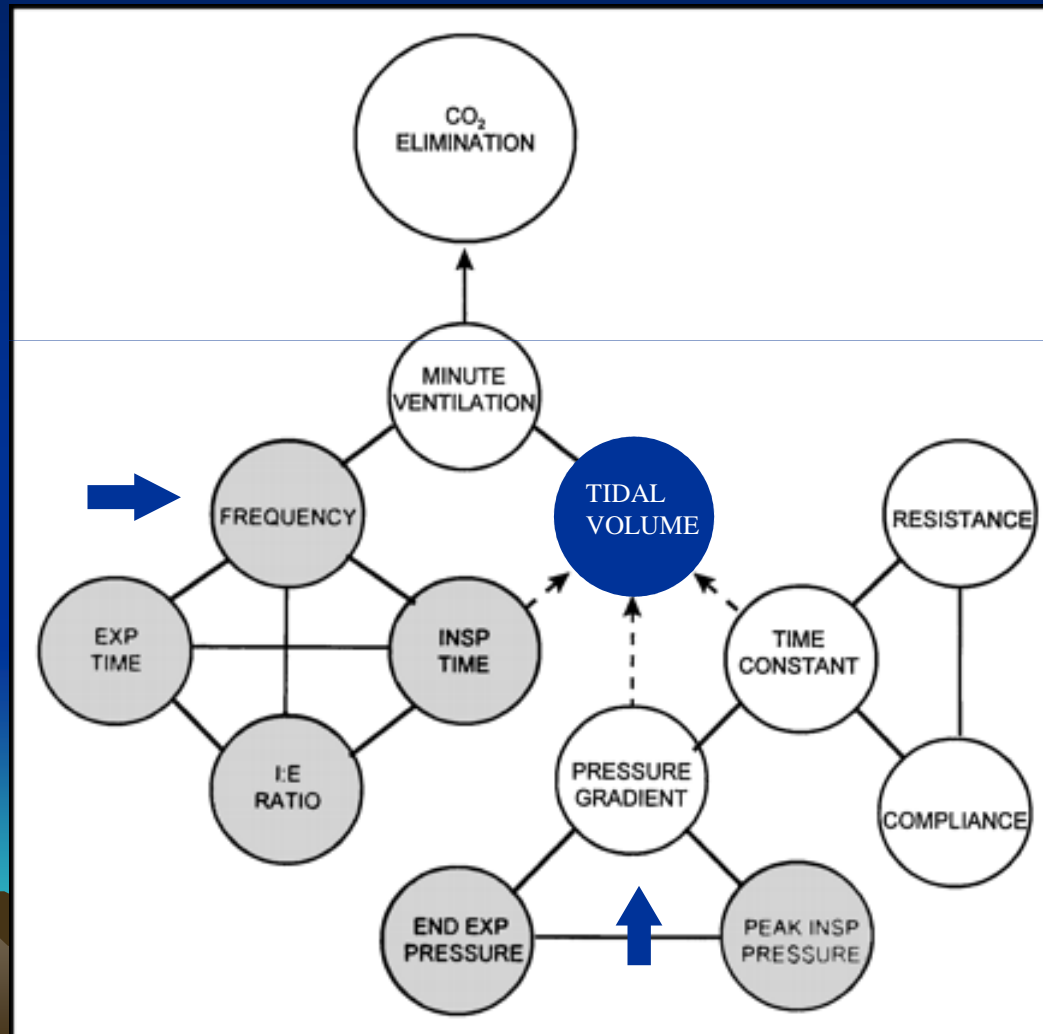 CO₂
ELIMINATION
MINUTE
VENTILATION
FREQUENCY
TIDAL
VOLUME
RESISTANCE
EXP
TIME
INSP
TIME
TIME
CONSTANT
I:E
RATIO
PRESSURE
GRADIENT
COMPLIANCE
END EXP
PRESSURE
PEAK INSP
PRESSURE